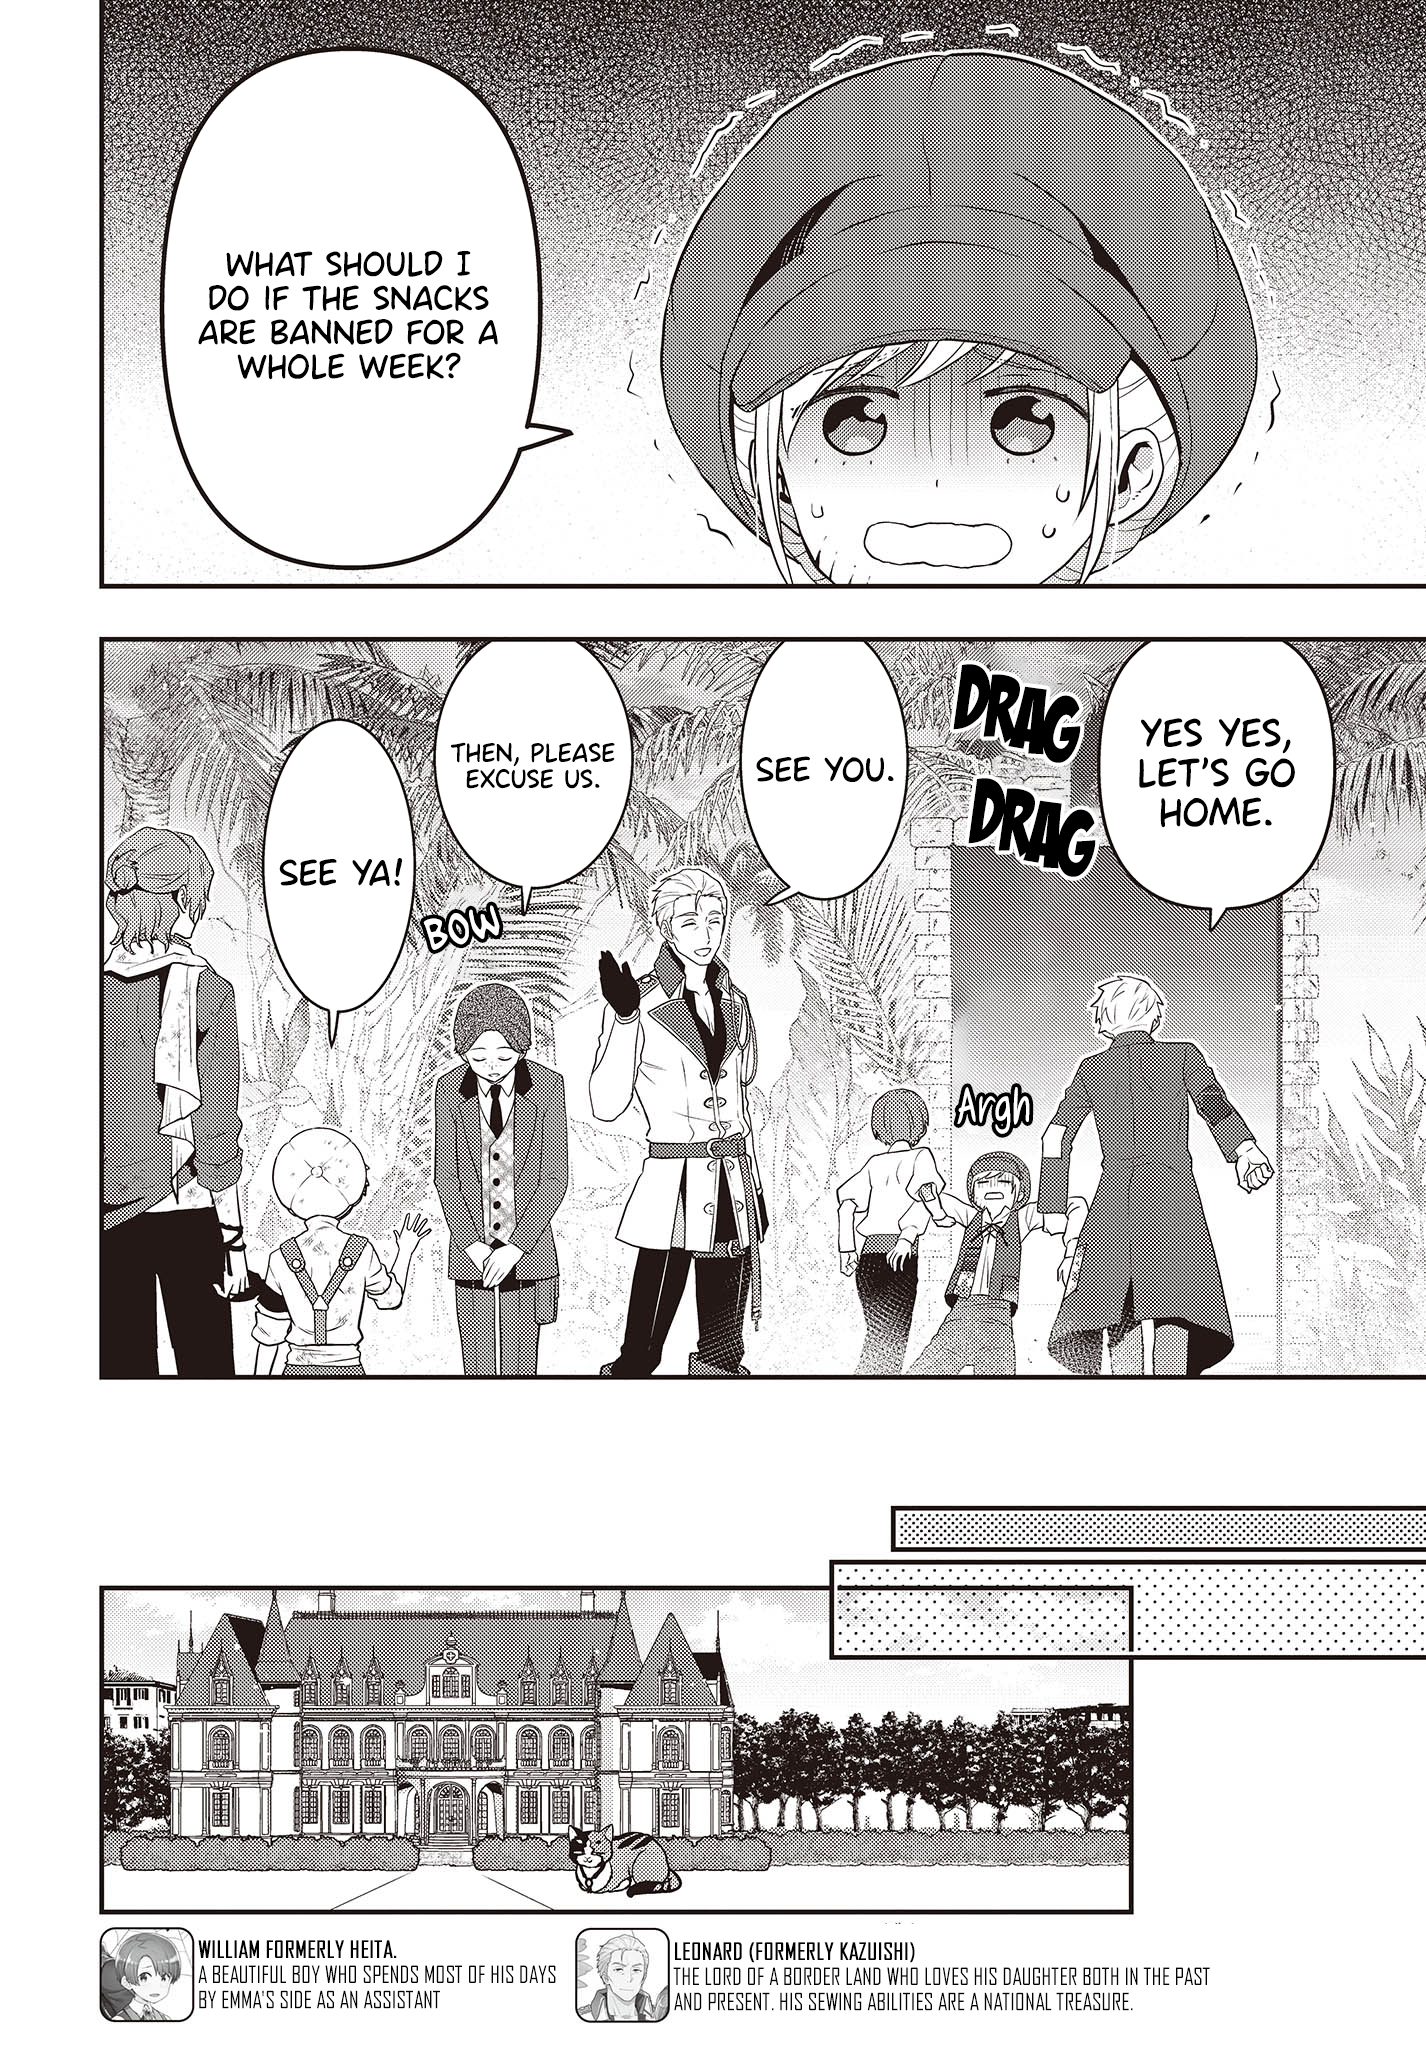 WHAT SHOULD I
DO IF THE SNACKS
ARE BANNED FOR A
WHOLE WEEK?
YES YES,
LET'S GO
HOME.
DRAG
DRAG
SEE YOU.
THEN, PLEASE
EXCUSE US.
BOW
SEE YA!
Argh
WILLIAM FORMERLY HEITA.
A BEAUTIFUL BOY WHO SPENDS MOST OF HIS DAYS
BY EMMA'S SIDE AS AN ASSISTANT
LEONARD (FORMERLY KAZUISHI)
THE LORD OF A BORDER LAND WHO LOVES HIS DAUGHTER BOTH IN THE PAST
AND PRESENT. HIS SEWING ABILITIES ARE A NATIONAL TREASURE.